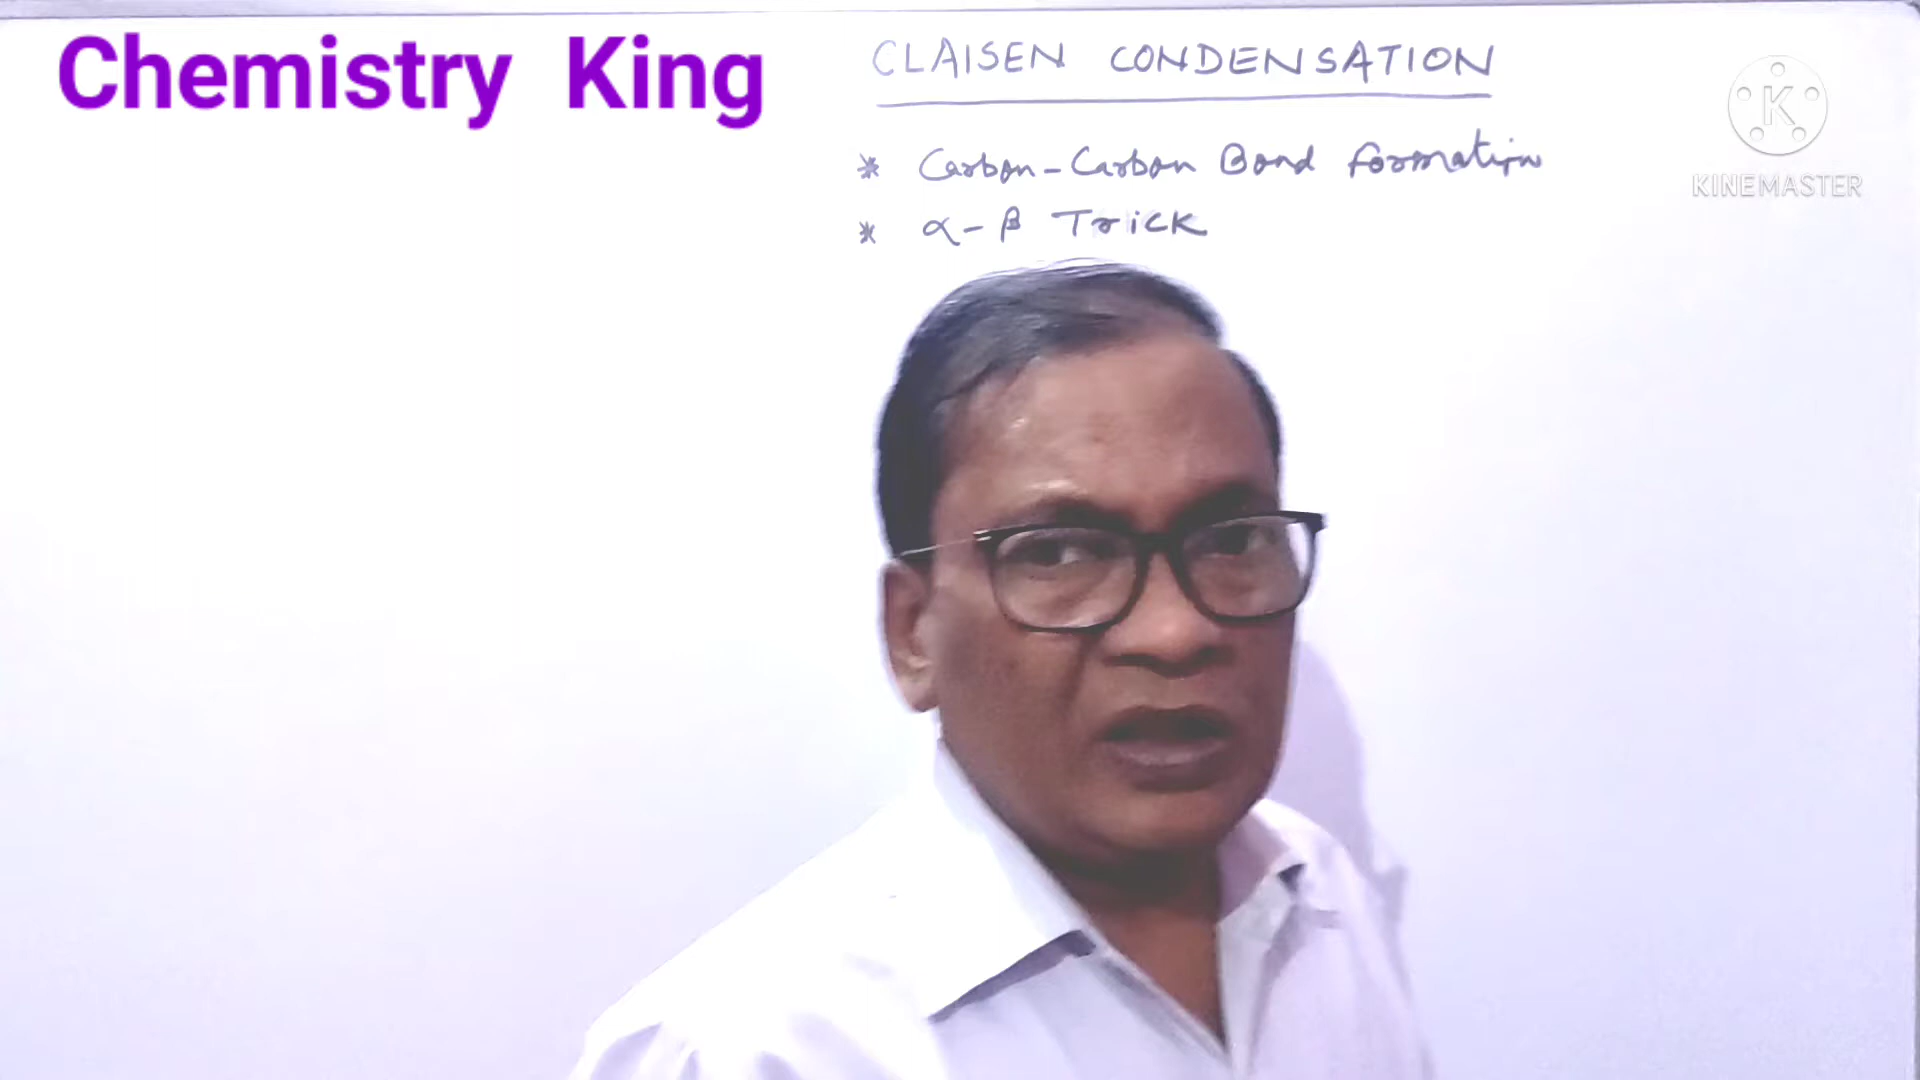 Chemistry King
CLAISEN CONDENSATION
* Carbon-Carbon Bond formation
* α-β Trick
KINEMASTER